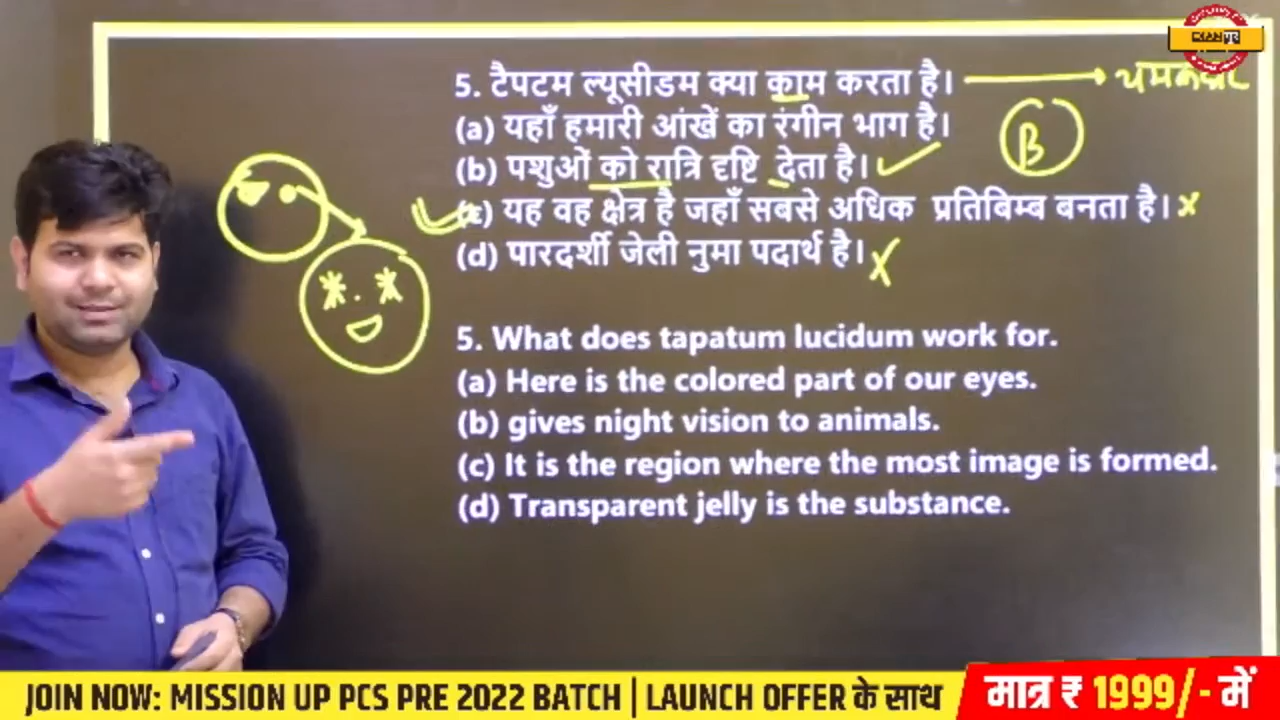 EXAM पुर
5. टैपटम ल्यूसीडम क्या काम करता है।
(a) यहाँ हमारी आंखें का रंगीन भाग है।
B
(b) पशुओं को रात्रि दृष्टि देता है।
(c) यह वह क्षेत्र है जहाँ सबसे अधिक प्रतिबिम्ब बनता है।
(d) पारदर्शी जेली नुमा पदार्थ है।
5. What does tapatum lucidum work for.
(a) Here is the colored part of our eyes.
(b) gives night vision to animals.
(c) It is the region where the most image is formed.
(d) Transparent jelly is the substance.
JOIN NOW: MISSION UP PCS PRE 2022 BATCH | LAUNCH OFFER के साथ मात्र ₹ 1999/- में